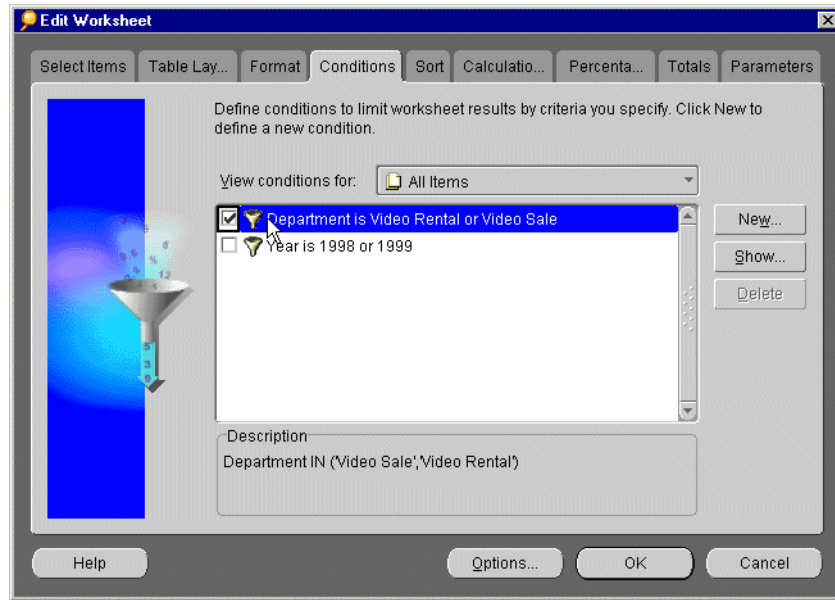 Edit Worksheet
Select Items Table Lay... Format Conditions Sort Calculatio... Percenta... Totals Parameters
Define conditions to limit worksheet results by criteria you specify. Click New to
define a new condition.
View conditions for: All Items
Department is Video Rental or Video Sale
Year is 1998 or 1999
New...
Show...
Delete
Description
Department IN ('Video Sale','Video Rental')
Help Options... OK Cancel